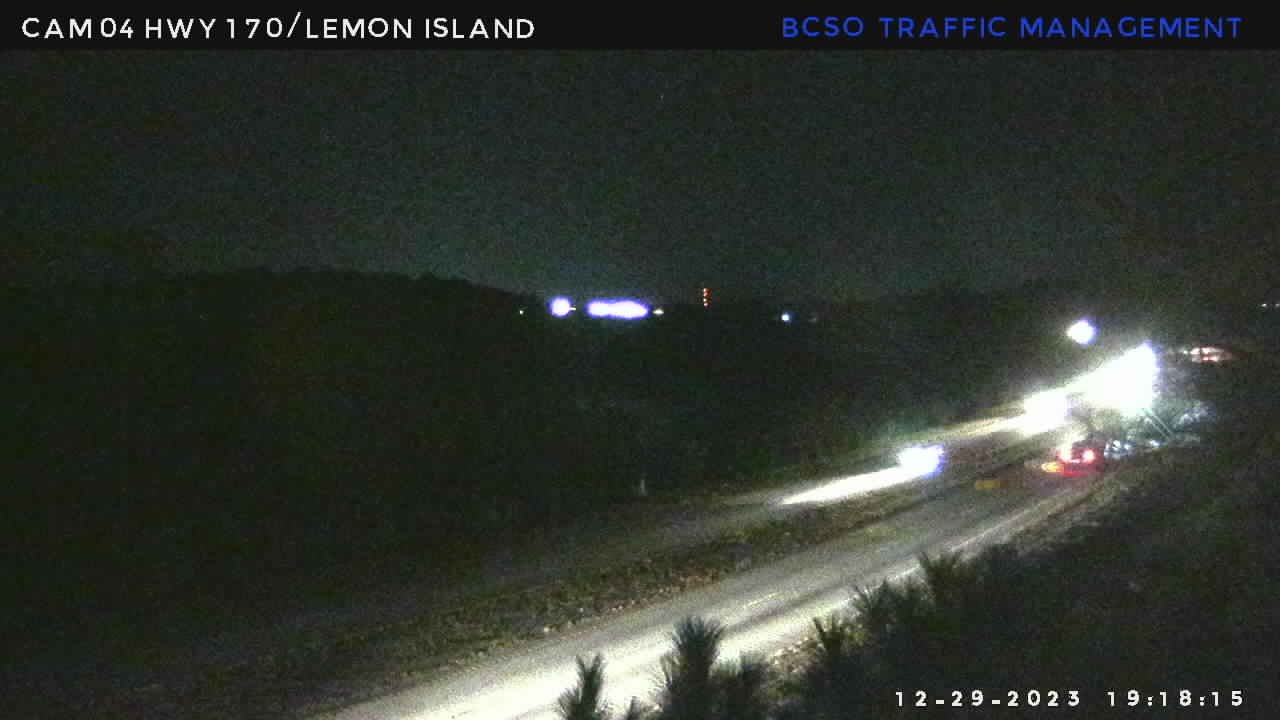 CAM04 HWY 170/LEMON ISLAND
BCSO TRAFFIC MANAGEMENT
12-29-2023 19:18:15